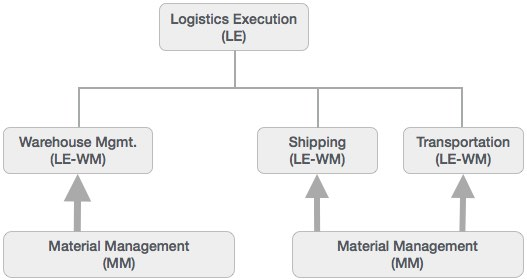 Logistics Execution
(LE)
Warehouse Mgmt.
(LE-WM)
Shipping
(LE-WM)
Transportation
(LE-WM)
Material Management
(MM)
Material Management
(MM)